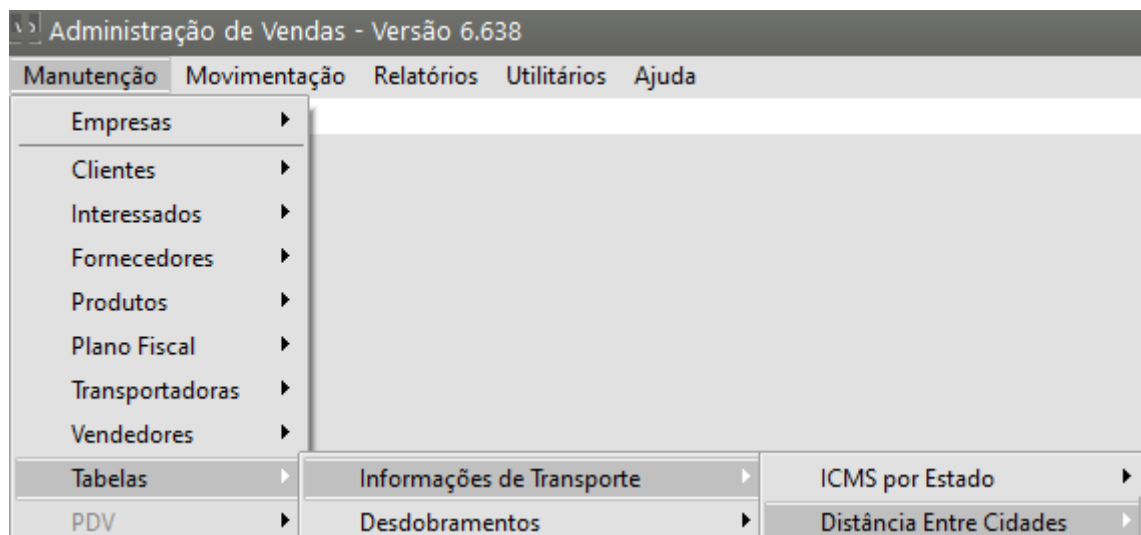 Administração de Vendas - Versão 6.638
Manutenção Movimentação Relatórios Utilitários Ajuda
Empresas
Clientes
Interessados
Fornecedores
Produtos
Plano Fiscal
Transportadoras
Vendedores
Tabelas Informações de Transporte ICMS por Estado
PDV Desdobramentos Distância Entre Cidades